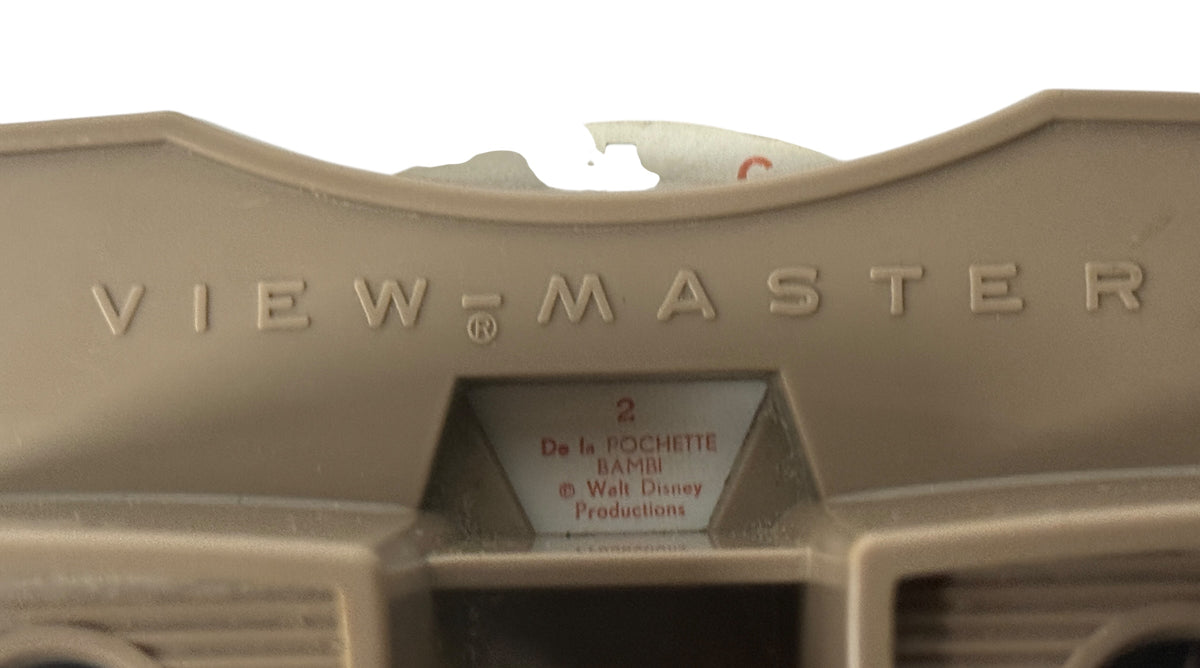 C
VIEW-MASTER
®
2
De la POCHETTE
BAMBI
© Walt Disney
Productions